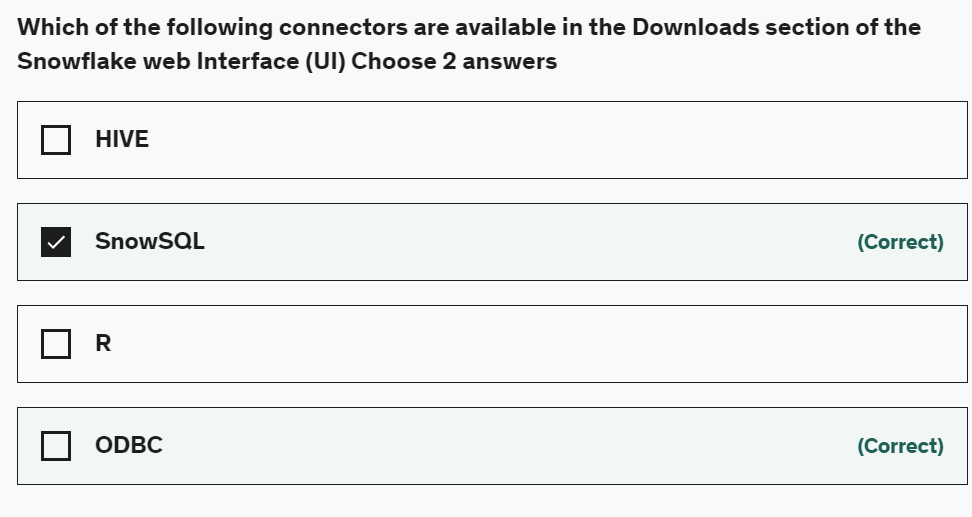 Which of the following connectors are available in the Downloads section of the
Snowflake web Interface (UI) Choose 2 answers
HIVE
SnowSQL (Correct)
R
ODBC (Correct)